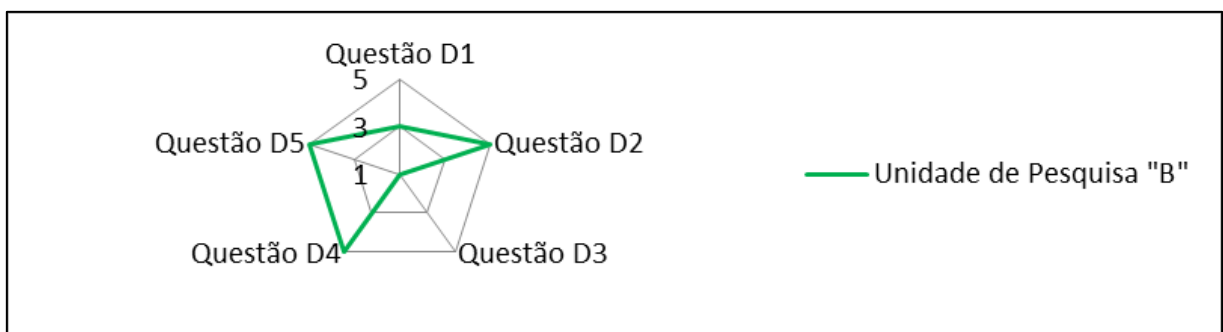 Questão D1
5
Questão D5
3
Questão D2
1
Unidade de Pesquisa "B"
Questão D4
Questão D3